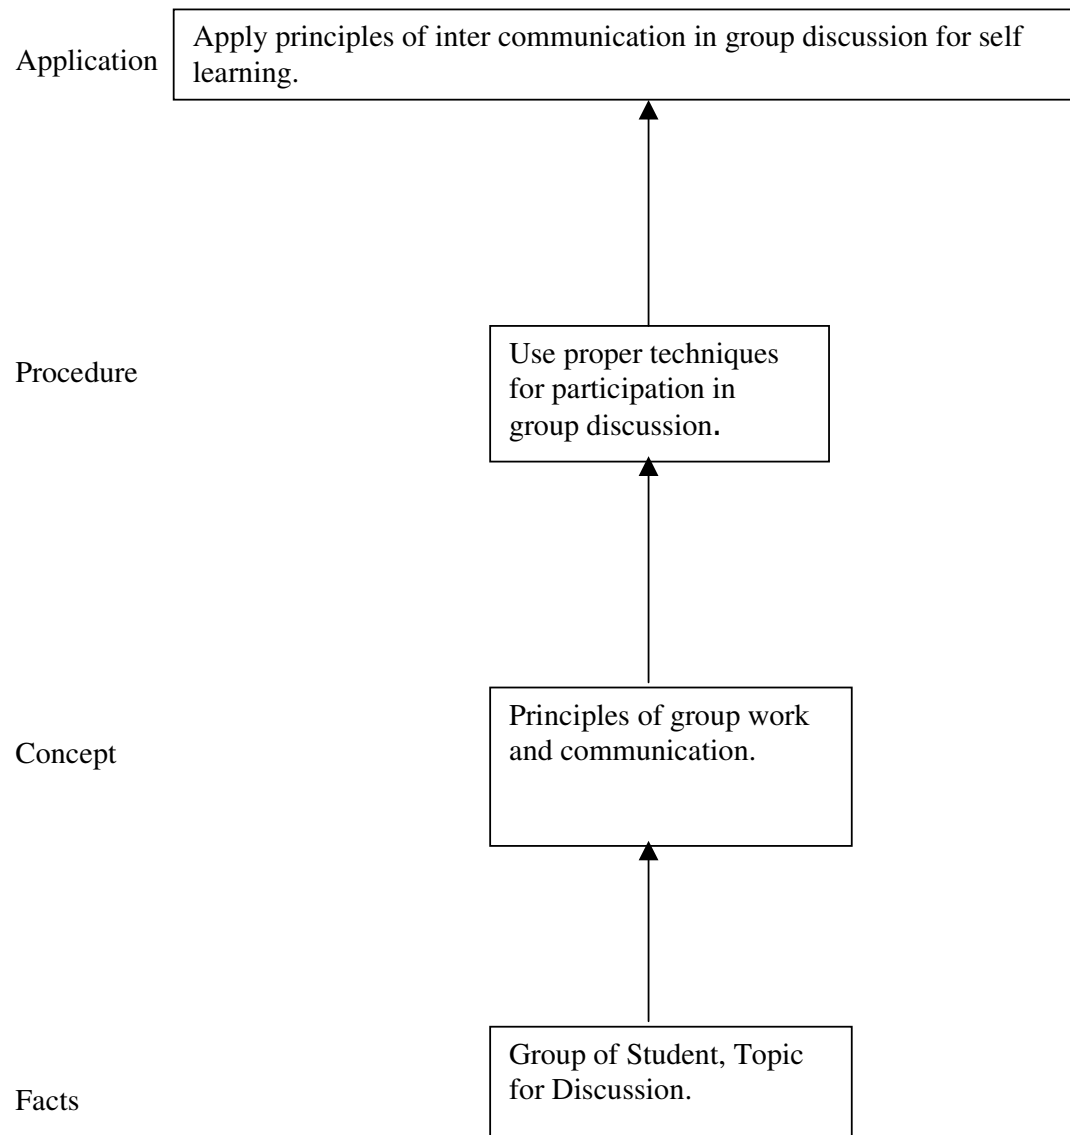 Application
Apply principles of inter communication in group discussion for self
learning.
Procedure
Use proper techniques
for participation in
group discussion.
Concept
Principles of group work
and communication.
Facts
Group of Student, Topic
for Discussion.